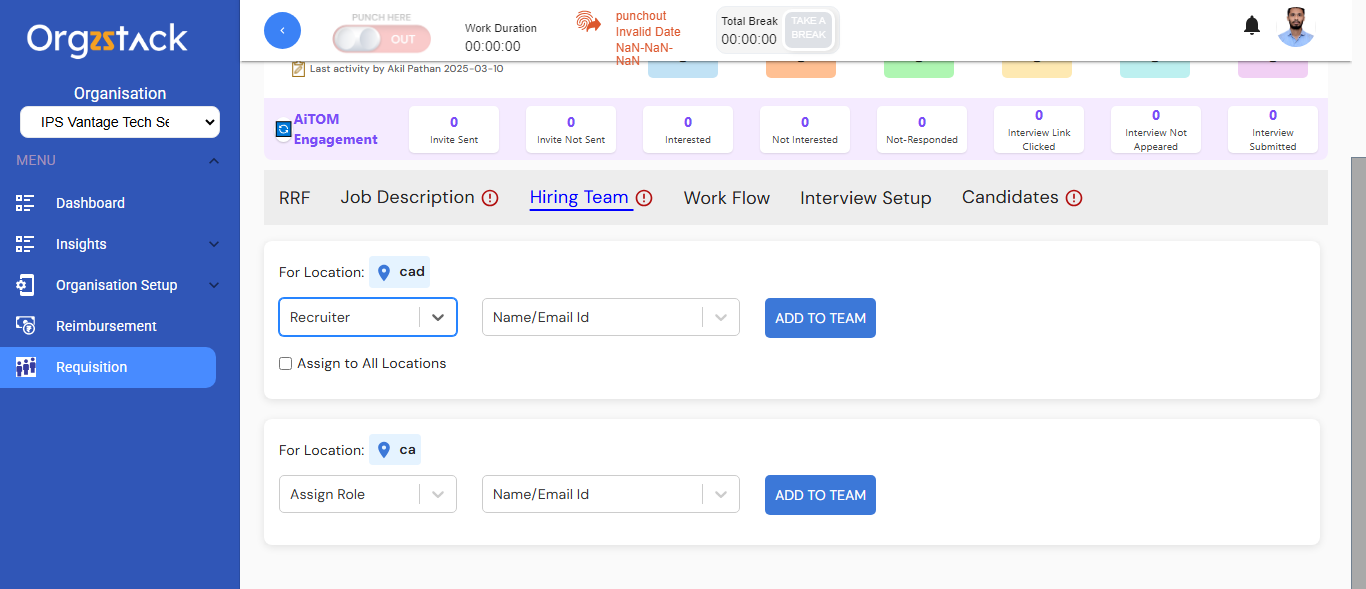 Orgzstack
Organisation
IPS Vantage Tech Se
MENU
Dashboard
Insights
Organisation Setup
Reimbursement
Requisition
PUNCH HERE
OUT
Work Duration
00:00:00
punchout
Invalid Date
NaN-NaN-
NaN
Total Break
00:00:00
TAKE A
BREAK
Last activity by Akil Pathan 2025-03-10
AiTOM
Engagement
0
Invite Sent
0
Invite Not Sent
0
Interested
0
Not Interested
0
Not-Responded
0
Interview Link
Clicked
0
Interview Not
Appeared
0
Interview
Submitted
RRF
Job Description
Hiring Team
Work Flow
Interview Setup
Candidates
For Location: cad
Recruiter
Name/Email Id
ADD TO TEAM
Assign to All Locations
For Location: ca
Assign Role
Name/Email Id
ADD TO TEAM